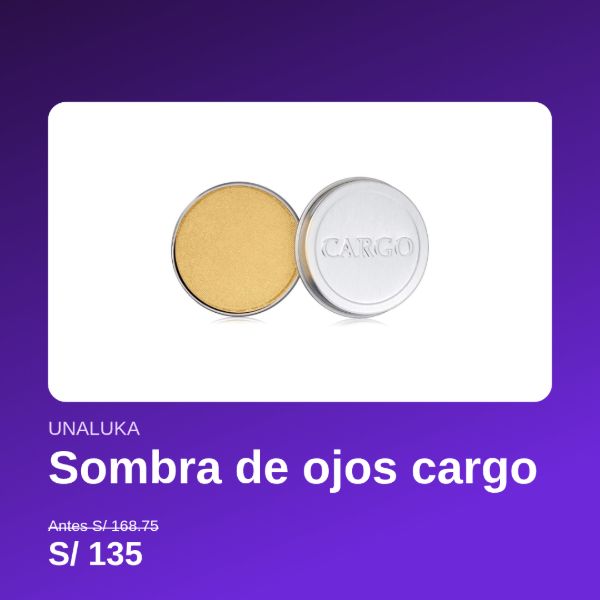 CARGO
UNALUKA
Sombra de ojos cargo
Antes S/ 168.75
S/ 135